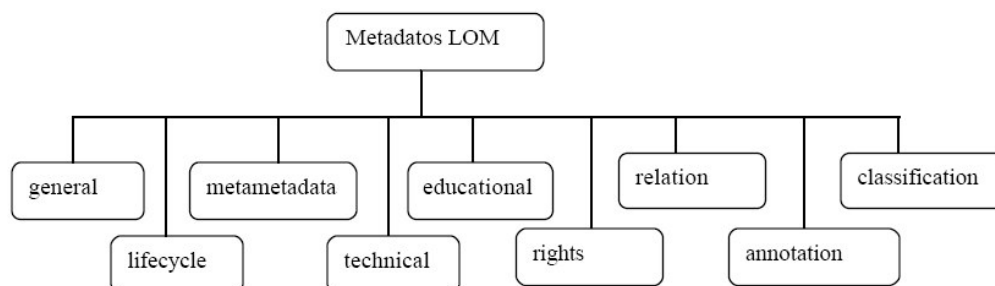 Metadatos LOM
general
metametadata
educational
relation
classification
lifecycle
technical
rights
annotation